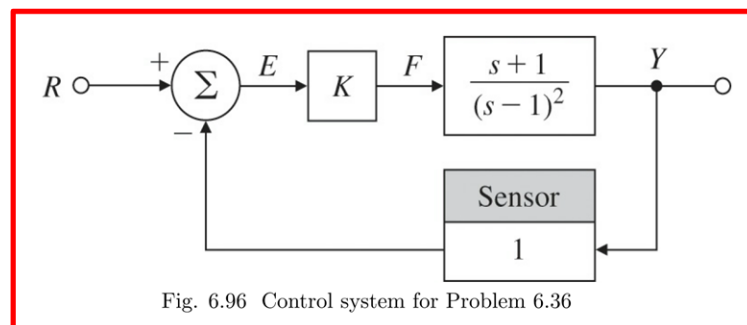 R
+
−
Σ
E
K
F
s + 1
(s − 1)²
Y
Sensor
1
Fig. 6.96 Control system for Problem 6.36